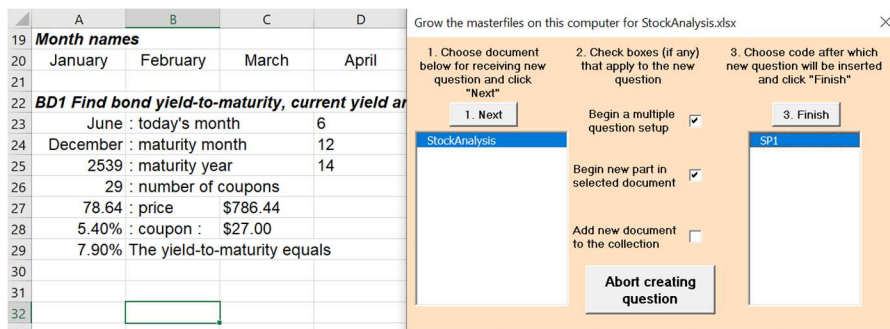 A B C D
19 Month names
20 January February March April
21
22 BD1 Find bond yield-to-maturity, current yield ar
23 June : today's month 6
24 December : maturity month 12
25 2539 : maturity year 14
26 29 : number of coupons
27 78.64 : price $786.44
28 5.40% : coupon : $27.00
29 7.90% The yield-to-maturity equals
30
31
32
Grow the masterfiles on this computer for StockAnalysis.xlsx
1. Choose document
below for receiving new
question and click
"Next"
1. Next
StockAnalysis
2. Check boxes (if any)
that apply to the new
question
Begin a multiple
question setup
Begin new part in
selected document
Add new document
to the collection
Abort creating
question
3. Choose code after which
new question will be inserted
and click "Finish"
3. Finish
SP1